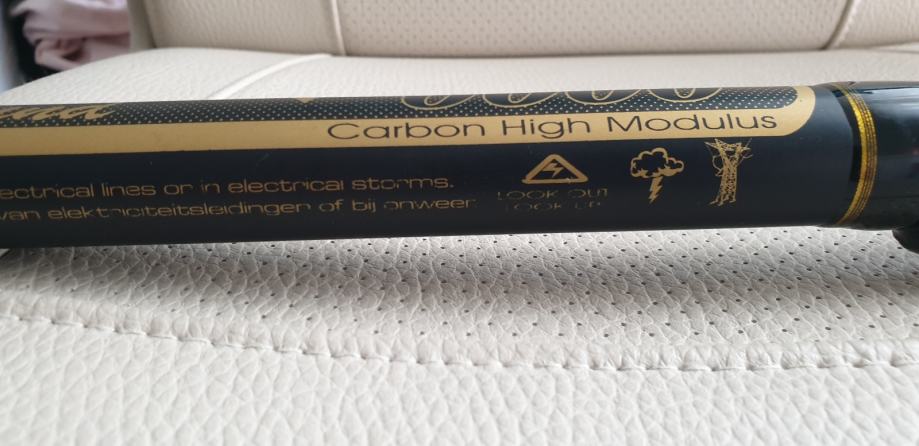 Carbon High Modulus
ectrical lines or in electrical storms.
van elektriciteitsleidingen of bij onweer
LOOK OUT
LOOK UP